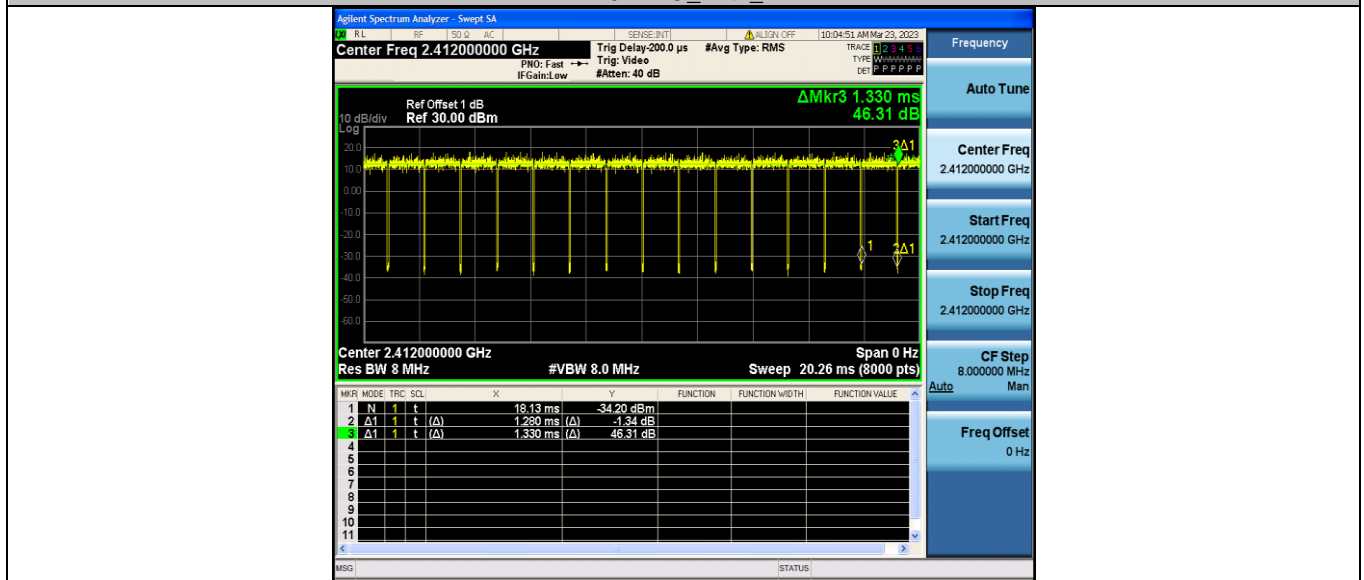 Agilent Spectrum Analyzer - Swept SA
RL RF 50 Ω AC SENSE:INT ALIGN OFF 10:04:51 AM Mar 23, 2023
Center Freq 2.412000000 GHz
PNO: Fast
IFGain:Low
Trig Delay-200.0 µs
Trig: Video
#Atten: 40 dB
#Avg Type: RMS
TRACE 1 2 3 4 5 6
TYPE W
DET P P P P P P
ΔMkr3 1.330 ms
46.31 dB
Ref Offset 1 dB
10 dB/div Ref 30.00 dBm
Log
20.0
10.0
0.00
-10.0
-20.0
-30.0
-40.0
-50.0
-60.0
3Δ1
1
2Δ1
Center 2.412000000 GHz Span 0 Hz
Res BW 8 MHz #VBW 8.0 MHz Sweep 20.26 ms (8000 pts)
MKR MODE TRC SCL X Y FUNCTION FUNCTION WIDTH FUNCTION VALUE
1 N 1 t 18.13 ms -34.20 dBm
2 Δ1 1 t (Δ) 1.280 ms (Δ) -1.34 dB
3 Δ1 1 t (Δ) 1.330 ms (Δ) 46.31 dB
4
5
6
7
8
9
10
11
MSG STATUS
Frequency
Auto Tune
Center Freq
2.412000000 GHz
Start Freq
2.412000000 GHz
Stop Freq
2.412000000 GHz
CF Step
8.000000 MHz
Auto Man
Freq Offset
0 Hz